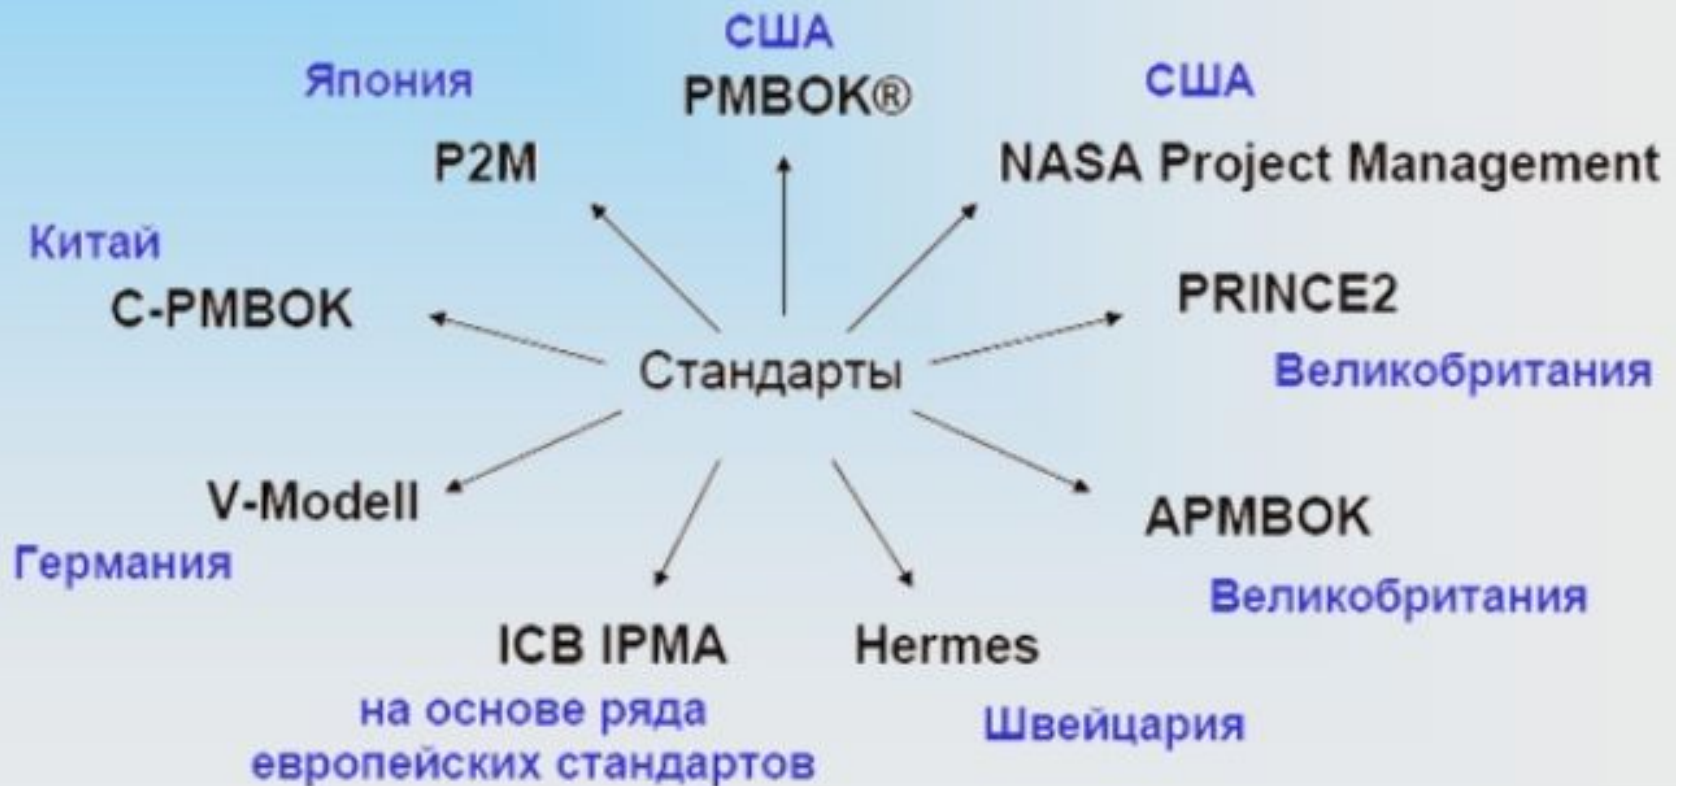 США
PMBOK®
Япония
P2M
США
NASA Project Management
Китай
C-PMBOK
PRINCE2
Великобритания
Стандарты
V-Modell
Германия
APMBOK
Великобритания
ICB IPMA
на основе ряда
европейских стандартов
Hermes
Швейцария